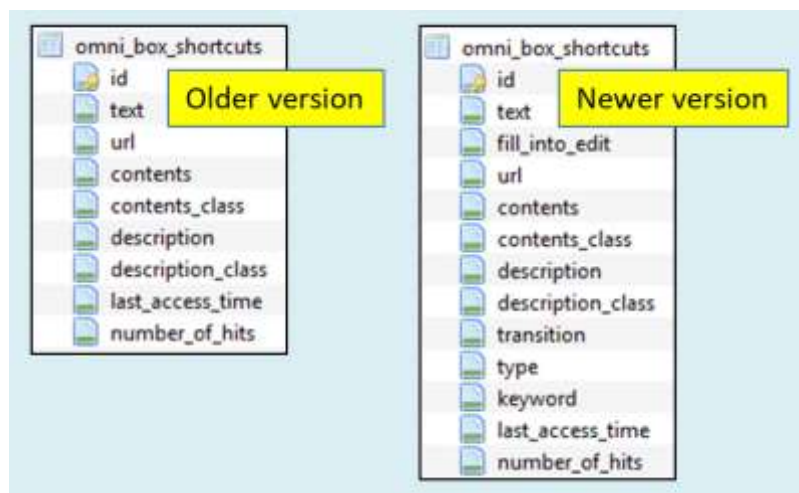 omni_box_shortcuts
id
Older version
text
url
contents
contents_class
description
description_class
last_access_time
number_of_hits
omni_box_shortcuts
id
Newer version
text
fill_into_edit
url
contents
contents_class
description
description_class
transition
type
keyword
last_access_time
number_of_hits